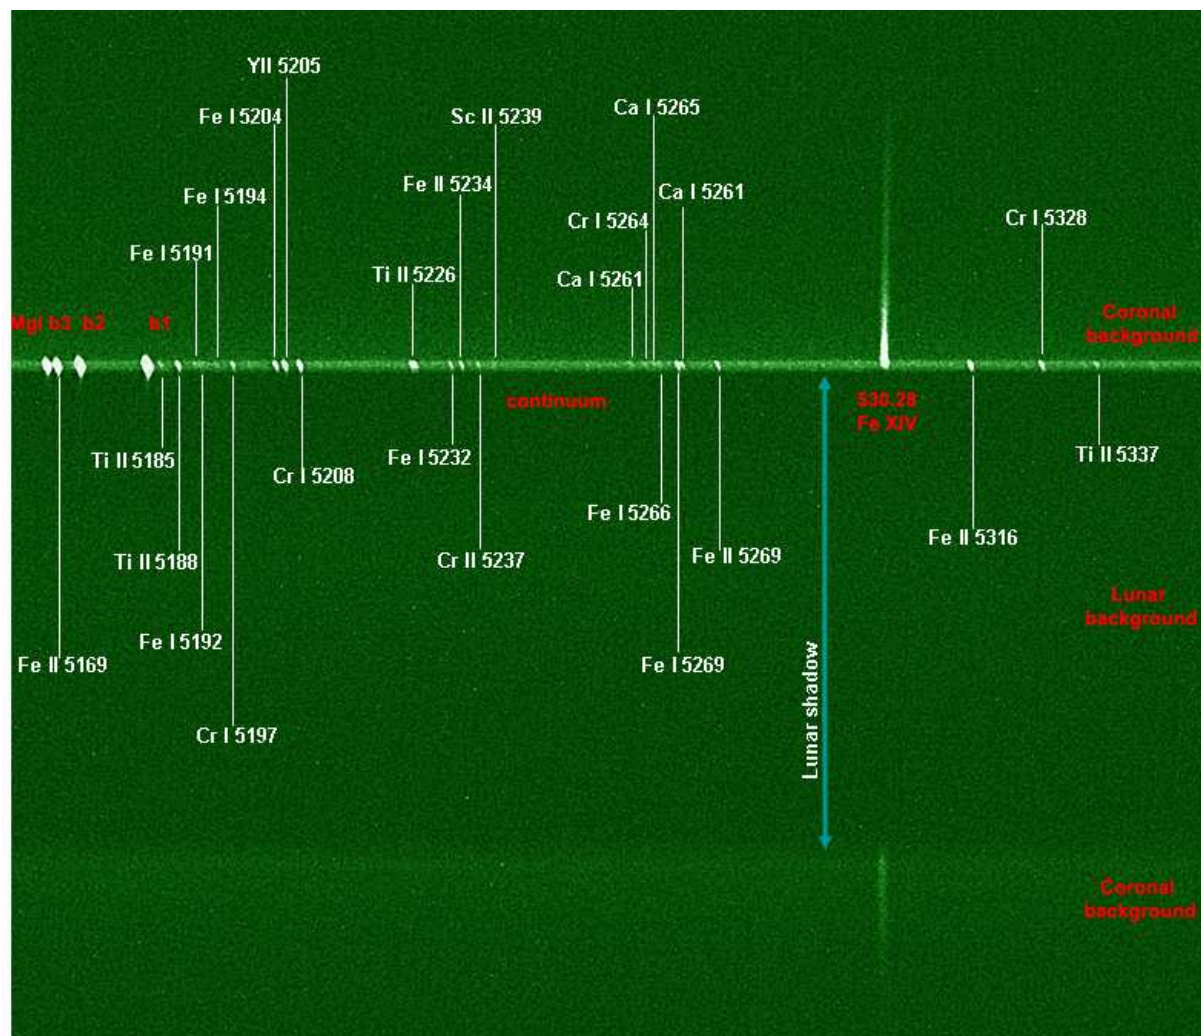 YII 5205
Fe I 5204
Sc II 5239
Ca I 5265
Fe I 5194
Fe II 5234
Ca I 5261
Cr I 5264
Cr I 5328
Fe I 5191
Ti II 5226
Ca I 5261
MgI b3 b2 b1
Coronal
background
continuum
530.28
Fe XIV
Ti II 5185
Cr I 5208
Fe I 5232
Ti II 5337
Fe I 5266
Fe II 5316
Ti II 5188
Cr II 5237
Fe II 5269
Lunar
background
Fe I 5192
Fe II 5169
Fe I 5269
Lunar shadow
Cr I 5197
Coronal
background